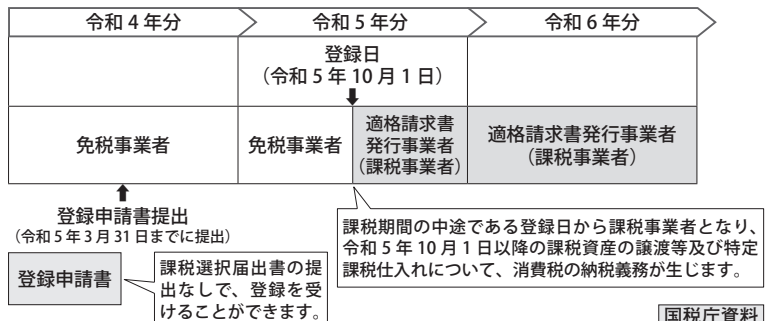 令和4年分
令和5年分
令和6年分
登録日
（令和5年10月1日）
免税事業者
免税事業者
適格請求書
発行事業者
（課税事業者）
適格請求書発行事業者
（課税事業者）
登録申請書提出
（令和5年3月31日までに提出）
登録申請書
課税選択届出書の提
出なしで、登録を受
けることができます。
課税期間の中途である登録日から課税事業者となり、
令和5年10月1日以降の課税資産の譲渡等及び特定
課税仕入れについて、消費税の納税義務が生じます。
国税庁資料